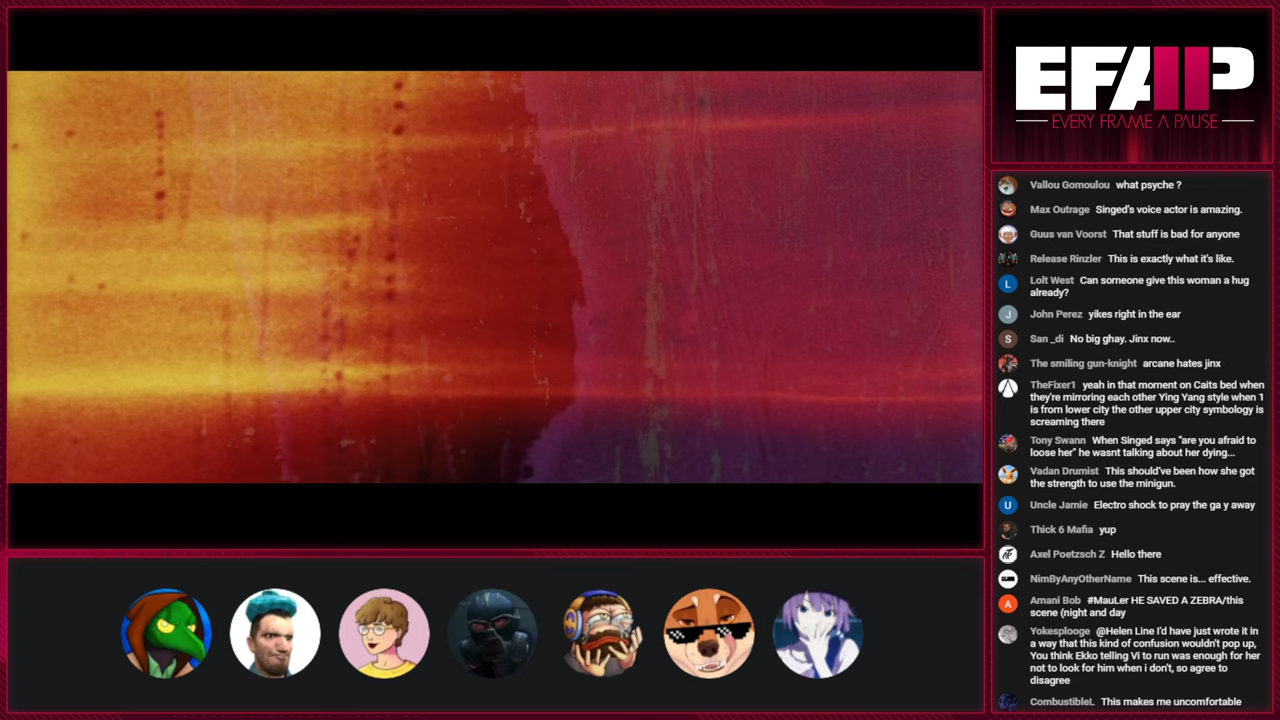 EFAP
EVERY FRAME A PAUSE
Vallou Gomoulou what psyche ?
Max Outrage Singed's voice actor is amazing.
Guus van Voorst That stuff is bad for anyone
Release Rinzler This is exactly what it's like.
L
Lolt West Can someone give this woman a hug
already?
J
John Perez yikes right in the ear
S
San _di No big ghay. Jinx now..
The smiling gun-knight arcane hates jinx
TheFixer1 yeah in that moment on Caits bed when
they're mirroring each other Ying Yang style when 1
is from lower city the other upper city symbology is
screaming there
Tony Swann When Singed says "are you afraid to
loose her" he wasnt talking about her dying...
Vadan Drumist This should've been how she got
the strength to use the minigun.
U
Uncle Jamie Electro shock to pray the ga y away
Thick 6 Mafia yup
Axel Poetzsch Z Hello there
NimByAnyOtherName This scene is... effective.
A
Amani Bob #MauLer HE SAVED A ZEBRA/this
scene (night and day
Yokesplooge @Helen Line I'd have just wrote it in
a way that this kind of confusion wouldn't pop up,
You think Ekko telling Vi to run was enough for her
not to look for him when i don't, so agree to
disagree
CombustibleL This makes me uncomfortable